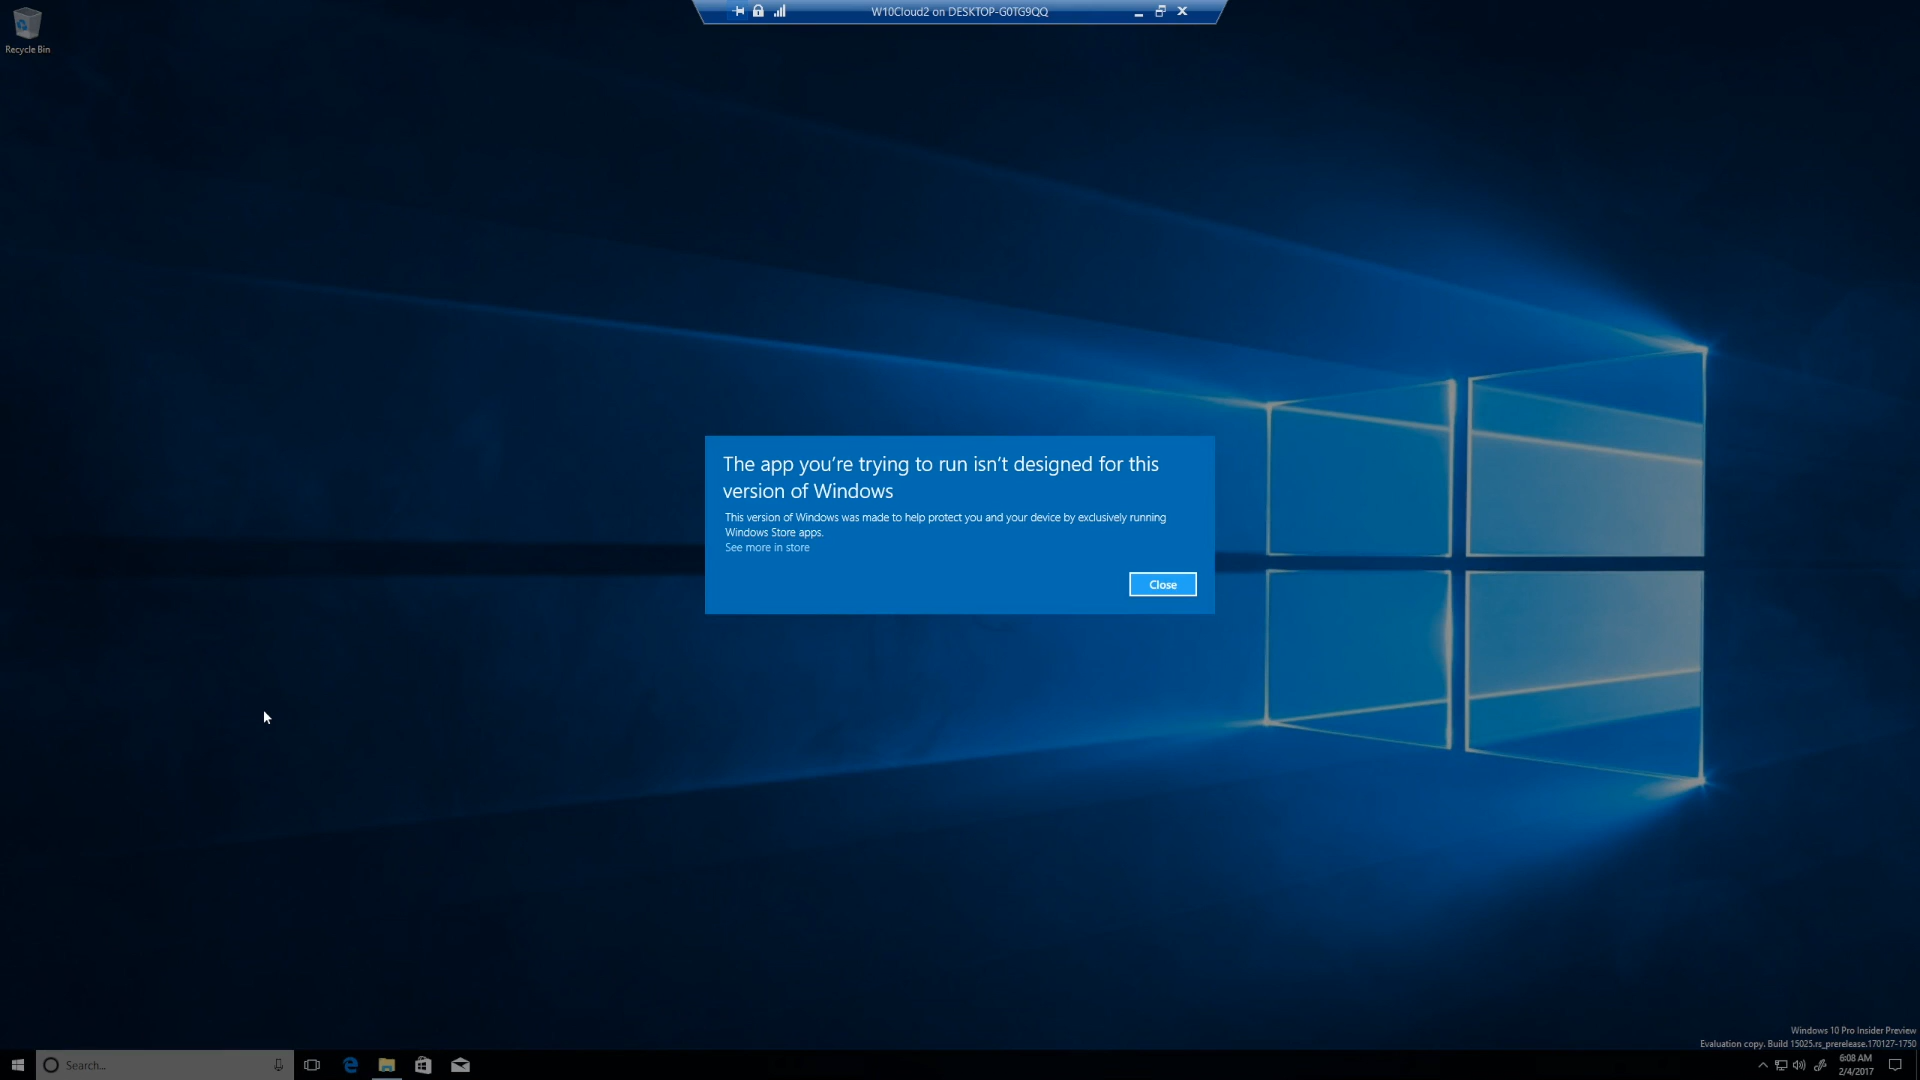 W10Cloud2 on DESKTOP-G0TG9QQ
Recycle Bin
The app you're trying to run isn't designed for this
version of Windows
This version of Windows was made to help protect you and your device by exclusively running
Windows Store apps.
See more in store
Close
Windows 10 Pro Insider Preview
Evaluation copy. Build 15025.rs_prerelease.170127-1750
Search...
6:08 AM
2/4/2017